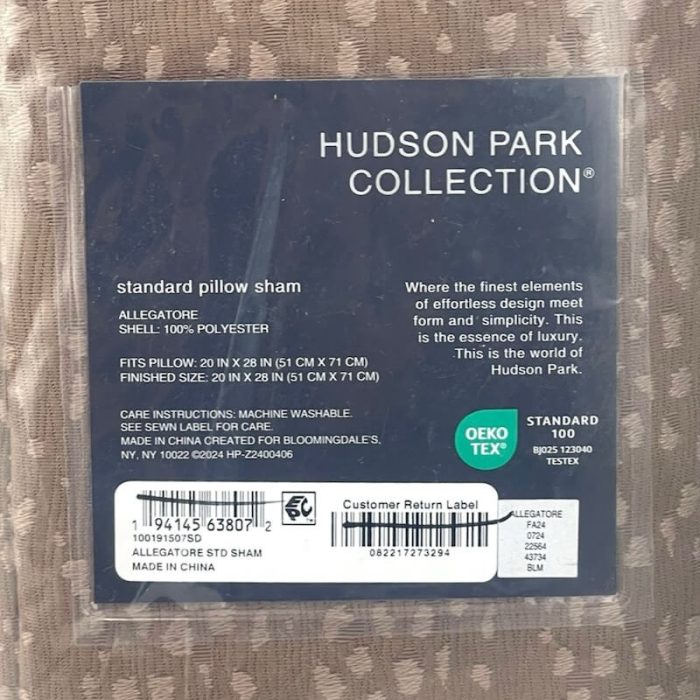 HUDSON PARK
COLLECTION®
standard pillow sham
ALLEGATORE
SHELL: 100% POLYESTER
FITS PILLOW: 20 IN X 28 IN (51 CM X 71 CM)
FINISHED SIZE: 20 IN X 28 IN (51 CM X 71 CM)
CARE INSTRUCTIONS: MACHINE WASHABLE.
SEE SEWN LABEL FOR CARE.
MADE IN CHINA CREATED FOR BLOOMINGDALE'S,
NY, NY 10022 ©2024 HP-Z2400406
Where the finest elements
of effortless design meet
form and simplicity. This
is the essence of luxury.
This is the world of
Hudson Park.
OEKO
TEX®
STANDARD
100
BJ025 123040
TESTEX
1 94145 63807 2
100191507SD
ALLEGATORE STD SHAM
MADE IN CHINA
Customer Return Label
082217273294
ALLEGATORE
FA24
0724
22564
43734
BLM